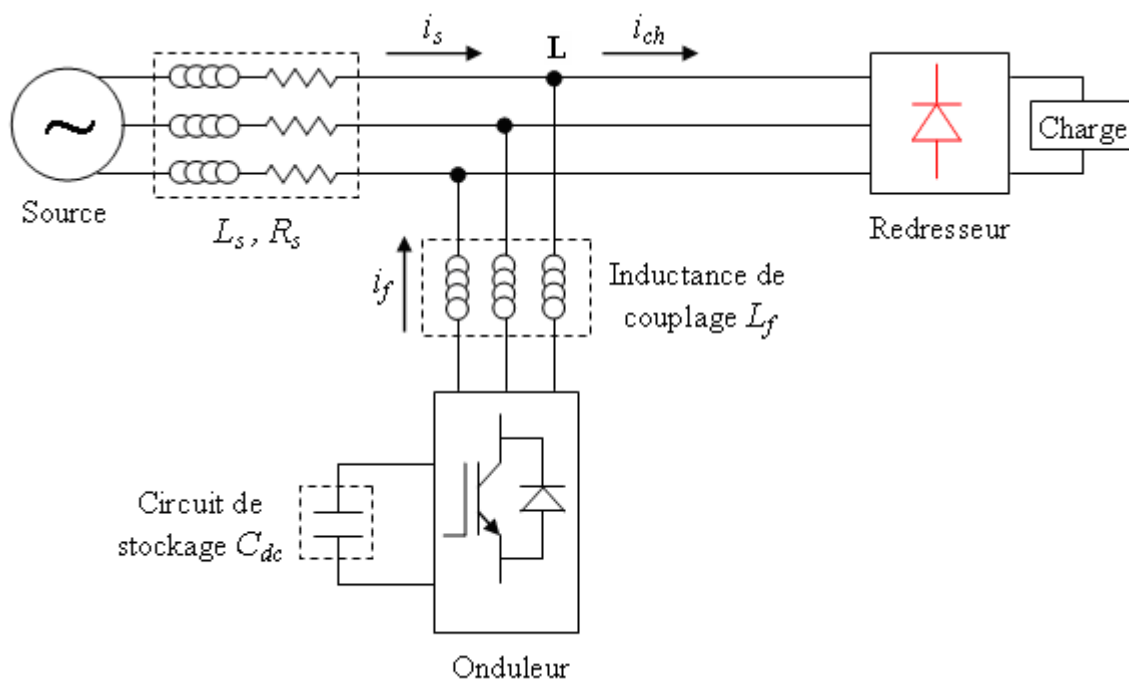 i_s
L
i_ch
Charge
Source
L_s , R_s
Redresseur
i_f
Inductance de
couplage L_f
Circuit de
stockage C_dc
Onduleur